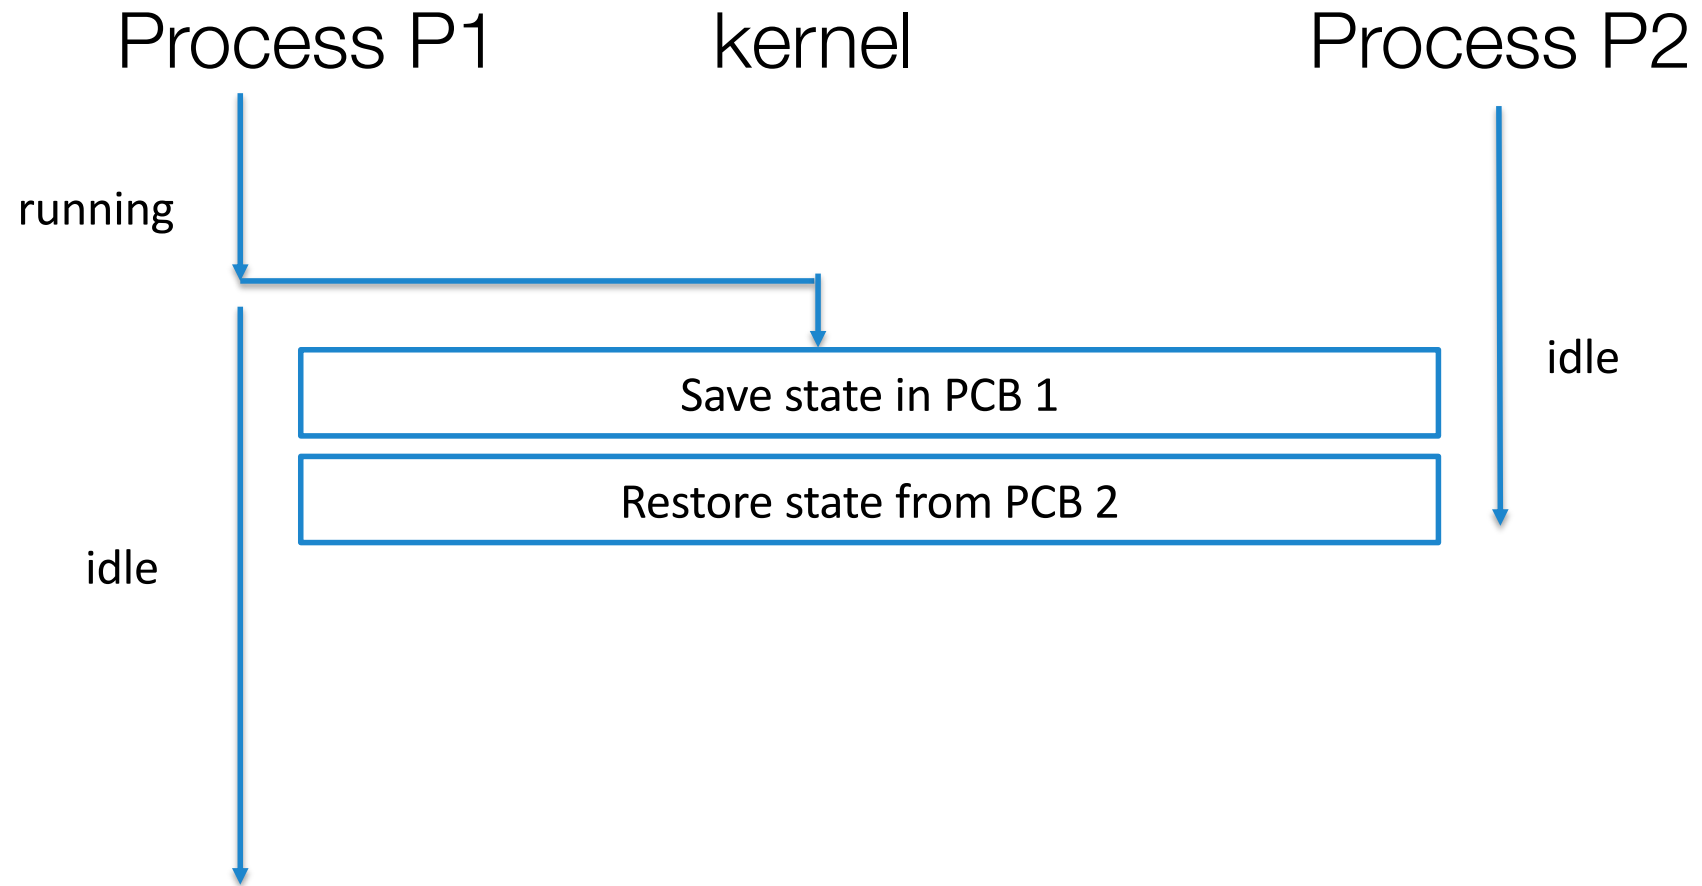 Process P1 kernel Process P2
running
idle
Save state in PCB 1
Restore state from PCB 2
idle